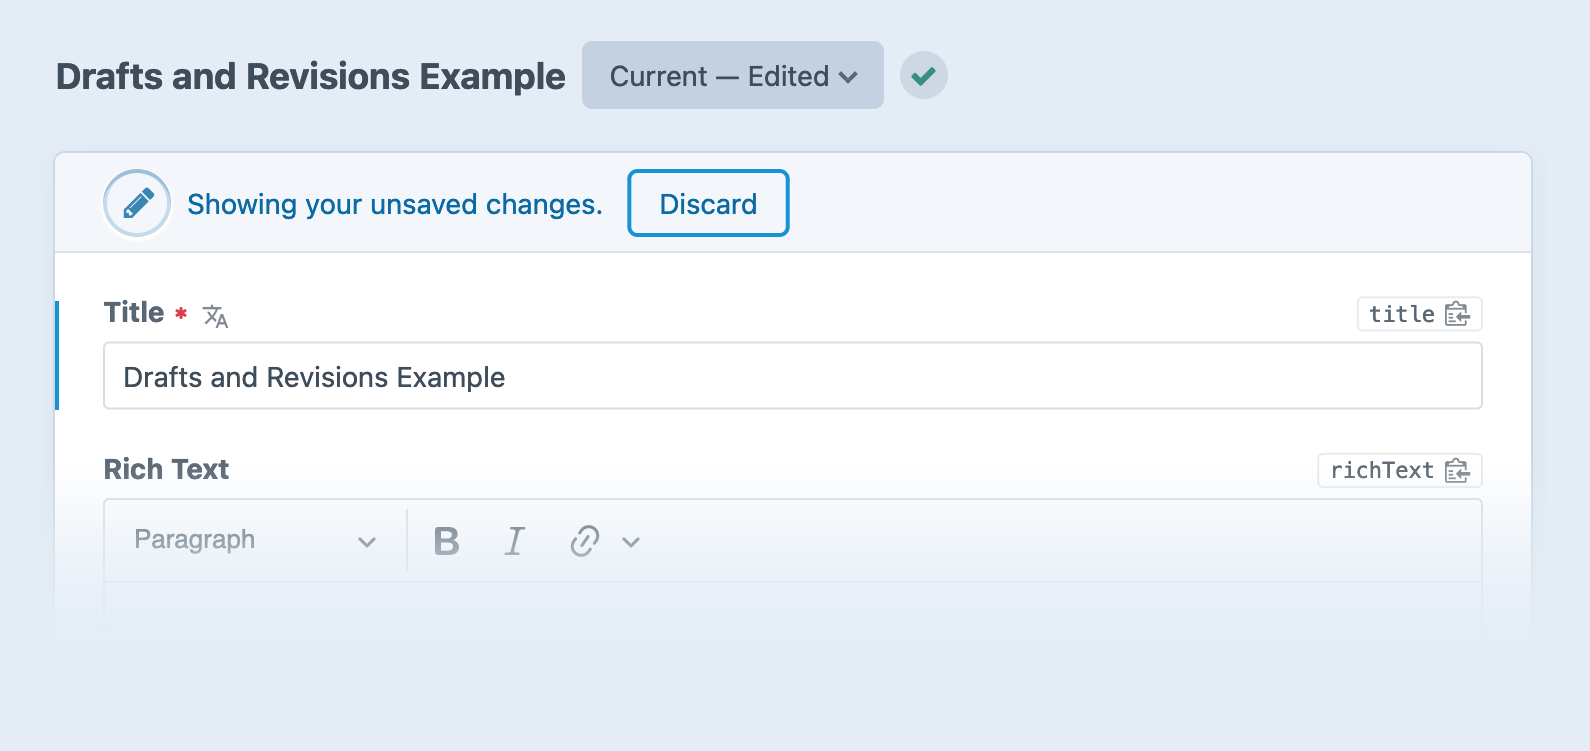 Drafts and Revisions Example
Current — Edited
Showing your unsaved changes.
Discard
Title *
title
Drafts and Revisions Example
Rich Text
richText
Paragraph
B
I